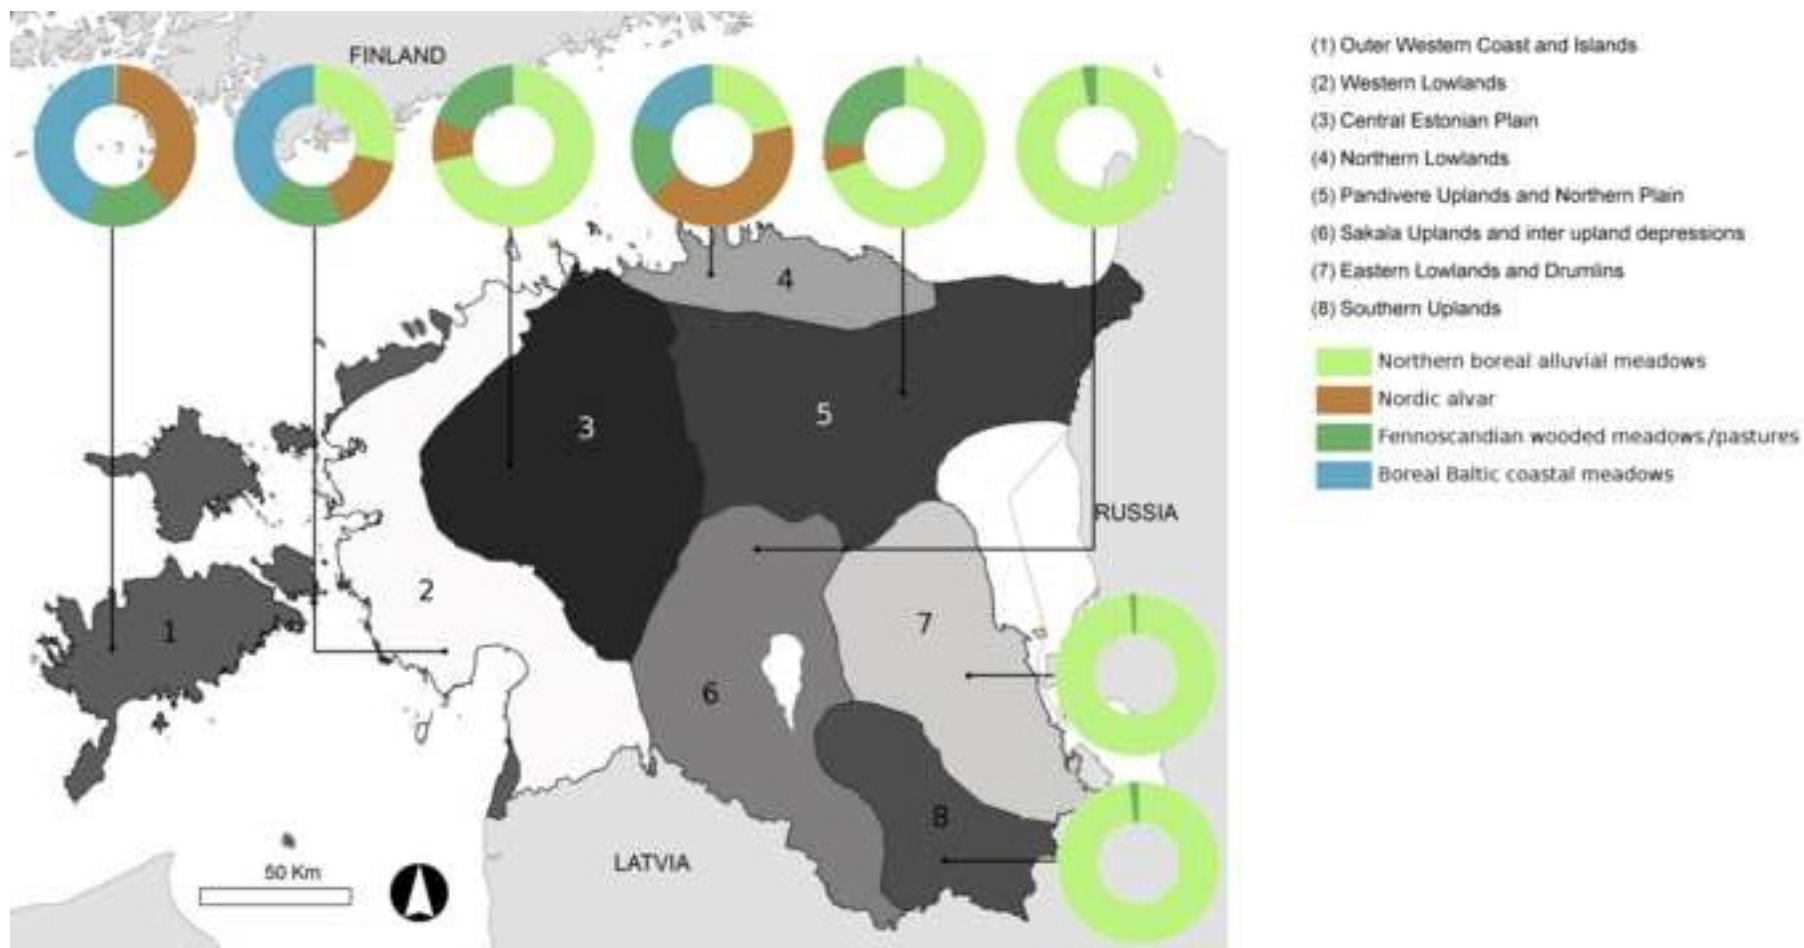 FINLAND
(1) Outer Western Coast and Islands
(2) Western Lowlands
(3) Central Estonian Plain
(4) Northern Lowlands
(5) Pandivere Uplands and Northern Plain
(6) Sakala Uplands and inter upland depressions
(7) Eastern Lowlands and Drumlins
(8) Southern Uplands
Northern boreal alluvial meadows
Nordic alvar
Fennoscandian wooded meadows/pastures
Boreal Baltic coastal meadows
4
5
3
RUSSIA
2
7
1
6
8
LATVIA
50 Km